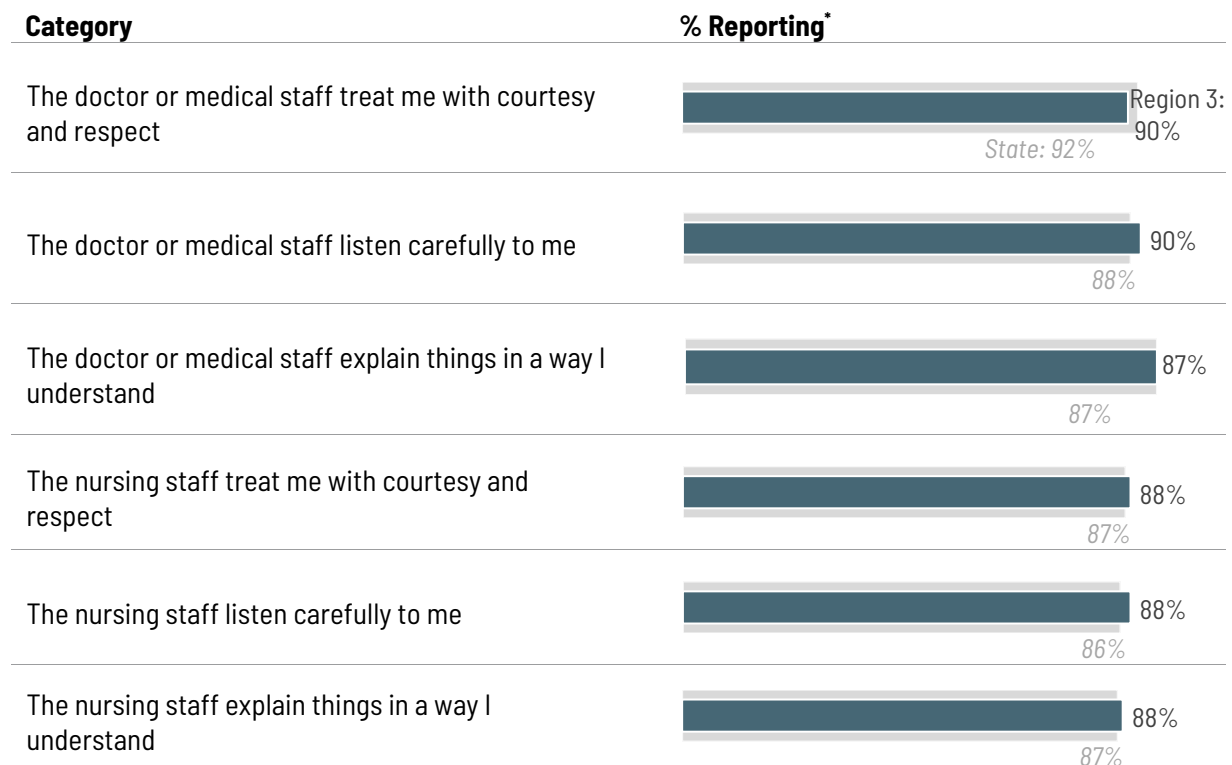 Category
% Reporting*
The doctor or medical staff treat me with courtesy
and respect
Region 3:
90%
State: 92%
The doctor or medical staff listen carefully to me
90%
88%
The doctor or medical staff explain things in a way I
understand
87%
87%
The nursing staff treat me with courtesy and
respect
88%
87%
The nursing staff listen carefully to me
88%
86%
The nursing staff explain things in a way I
understand
88%
87%